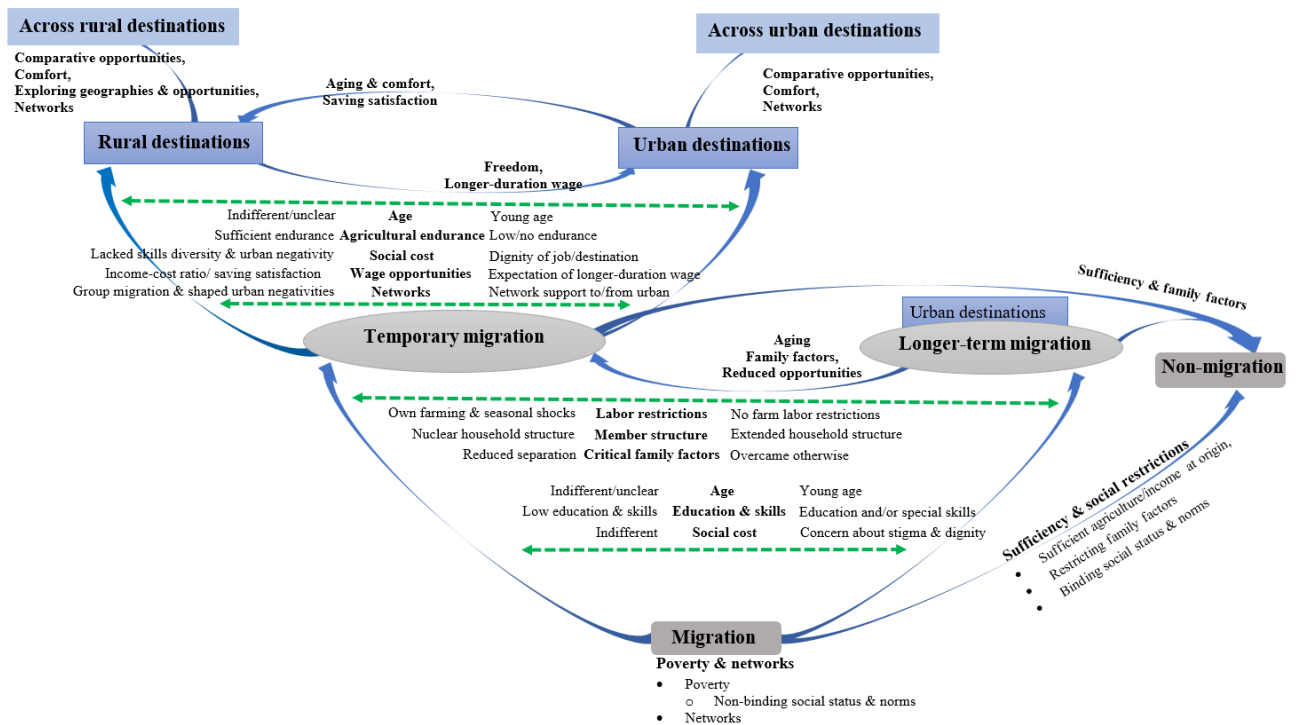 Across rural destinations
Across urban destinations
Comparative opportunities,
Comfort,
Exploring geographies & opportunities,
Networks
Comparative opportunities,
Comfort,
Networks
Aging & comfort,
Saving satisfaction
Rural destinations
Urban destinations
Freedom,
Longer-duration wage
Indifferent/unclear Age Young age
Sufficient endurance Agricultural endurance Low/no endurance
Lacked skills diversity & urban negativity Social cost Dignity of job/destination
Income-cost ratio/ saving satisfaction Wage opportunities Expectation of longer-duration wage
Group migration & shaped urban negativities Networks Network support to/from urban
Sufficiency & family factors
Temporary migration
Urban destinations
Longer-term migration
Aging
Family factors,
Reduced opportunities
Non-migration
Own farming & seasonal shocks Labor restrictions No farm labor restrictions
Nuclear household structure Member structure Extended household structure
Reduced separation Critical family factors Overcame otherwise
Indifferent/unclear Age Young age
Low education & skills Education & skills Education and/or special skills
Indifferent Social cost Concern about stigma & dignity
Sufficiency & social restrictions
• Sufficient agriculture/income at origin,
• Restricting family factors
• Binding social status & norms
Migration
Poverty & networks
• Poverty
o Non-binding social status & norms
• Networks